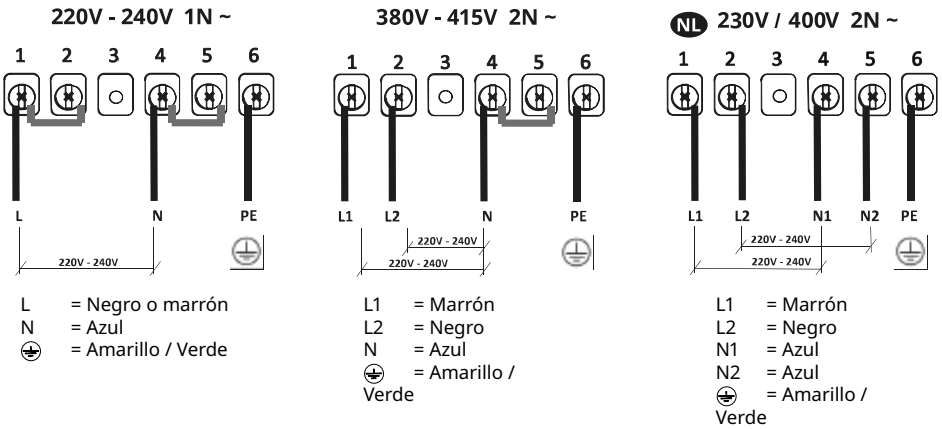 220V - 240V 1N ~
1 2 3 4 5 6
L N PE
220V - 240V
L = Negro o marrón
N = Azul
= Amarillo / Verde
380V - 415V 2N ~
1 2 3 4 5 6
L1 L2 N PE
220V - 240V
220V - 240V
L1 = Marrón
L2 = Negro
N = Azul
= Amarillo /
Verde
NL 230V / 400V 2N ~
1 2 3 4 5 6
L1 L2 N1 N2 PE
220V - 240V
220V - 240V
L1 = Marrón
L2 = Negro
N1 = Azul
N2 = Azul
= Amarillo /
Verde